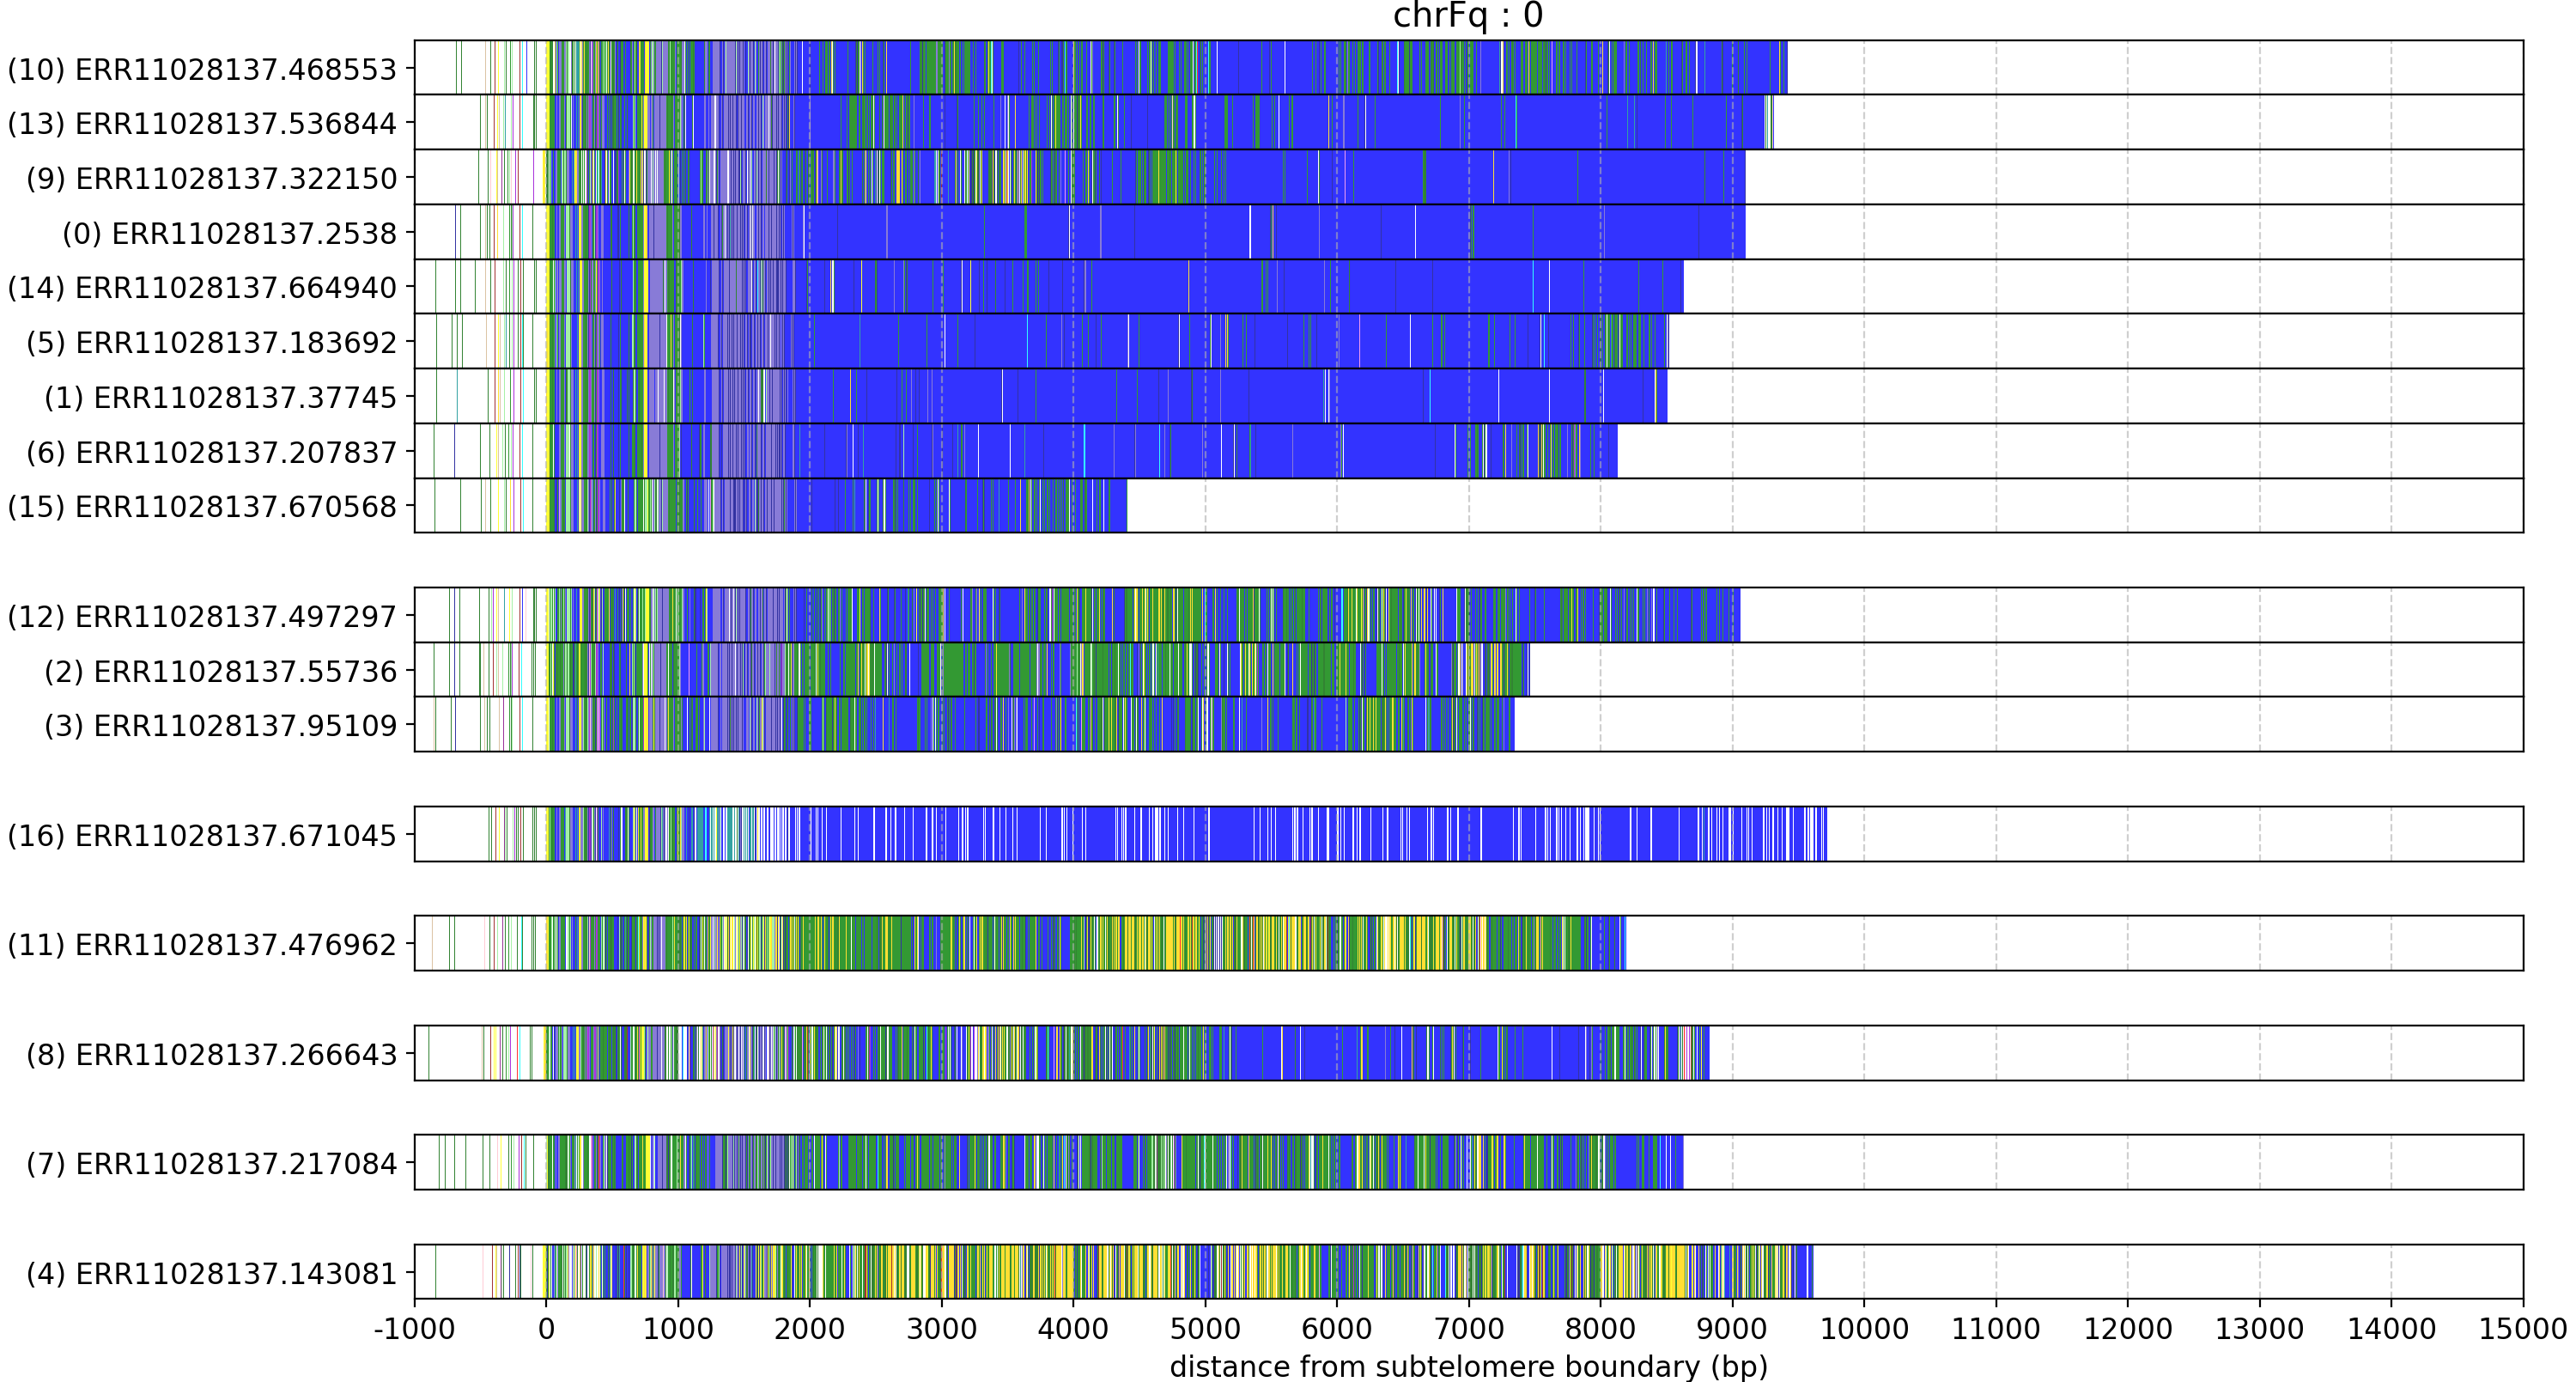 chrFq : 0
(10) ERR11028137.468553
(13) ERR11028137.536844
(9) ERR11028137.322150
(0) ERR11028137.2538
(14) ERR11028137.664940
(5) ERR11028137.183692
(1) ERR11028137.37745
(6) ERR11028137.207837
(15) ERR11028137.670568
(12) ERR11028137.497297
(2) ERR11028137.55736
(3) ERR11028137.95109
(16) ERR11028137.671045
(11) ERR11028137.476962
(8) ERR11028137.266643
(7) ERR11028137.217084
(4) ERR11028137.143081
-1000 0 1000 2000 3000 4000 5000 6000 7000 8000 9000 10000 11000 12000 13000 14000 15000
distance from subtelomere boundary (bp)